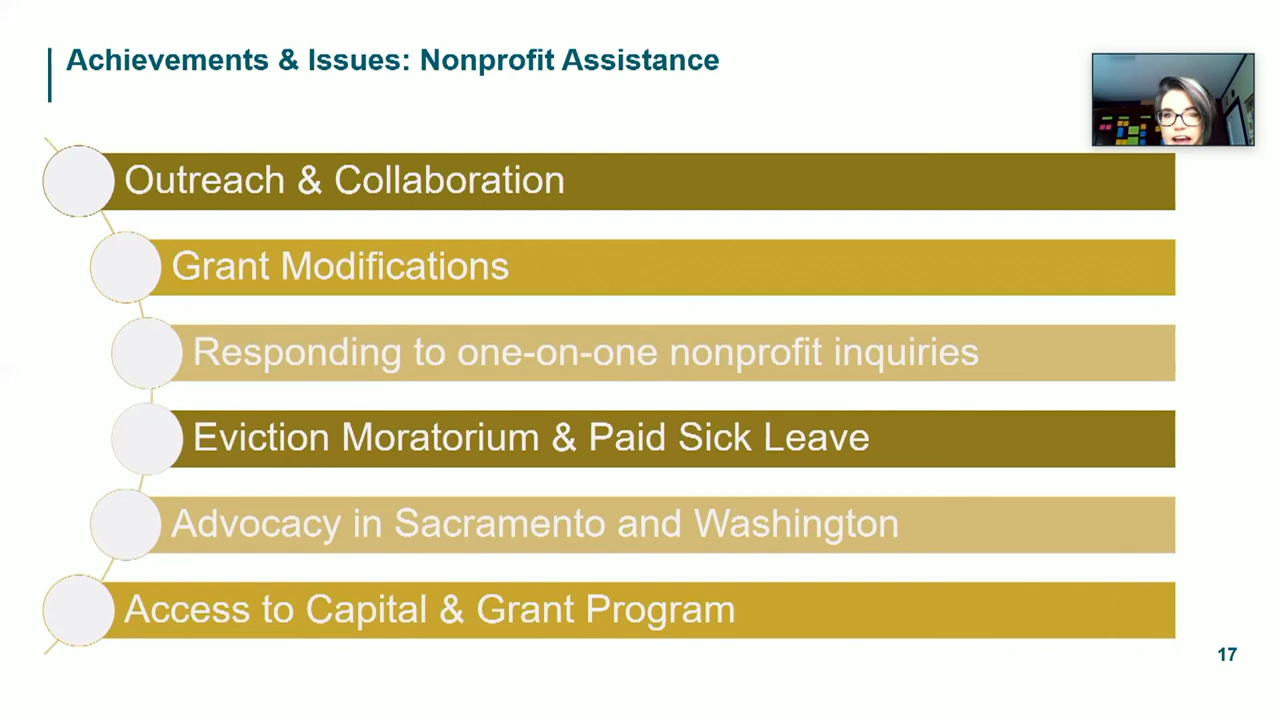 Achievements & Issues: Nonprofit Assistance
Outreach & Collaboration
Grant Modifications
Responding to one-on-one nonprofit inquiries
Eviction Moratorium & Paid Sick Leave
Advocacy in Sacramento and Washington
Access to Capital & Grant Program
17